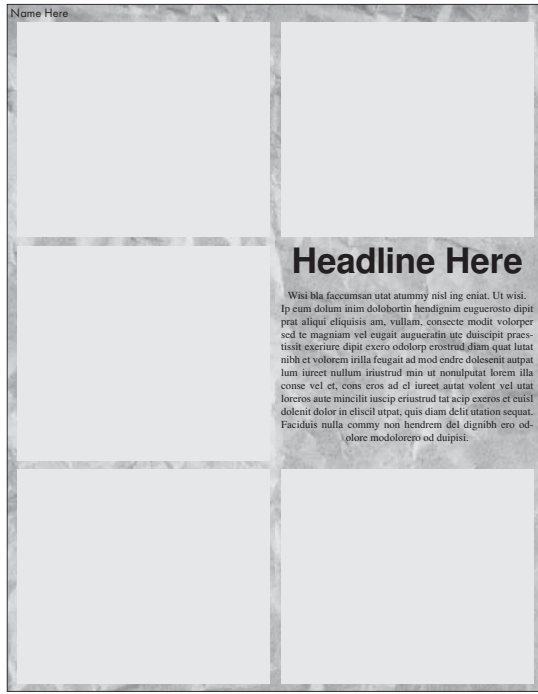 Name Here
Headline Here
Wisi bla faccumsan utat atummy nisl ing eniat. Ut wisi.
Ip eum dolum inim dolobortin hendignim euguerosto dipit
prat aliqui eliquisis am, vullam, consecte modit volorper
sed te magniam vel eugait augueratin ute duiscipit praes-
tissit exeriure dipit exero odolorp erostrud diam quat lutat
nibh et volorem irilla feugait ad mod endre dolesenit autpat
lum iureet nullum iriustrud min ut nonulputat lorem illa
conse vel et, cons eros ad el iureet autat volent vel utat
loreros aute mincilit iuscip eriustrud tat acip exeros et euisl
dolenit dolor in eliscil utpat, quis diam delit utation sequat.
Faciduis nulla commy non hendrem del dignibh ero od-
olore modolorero od duipisi.